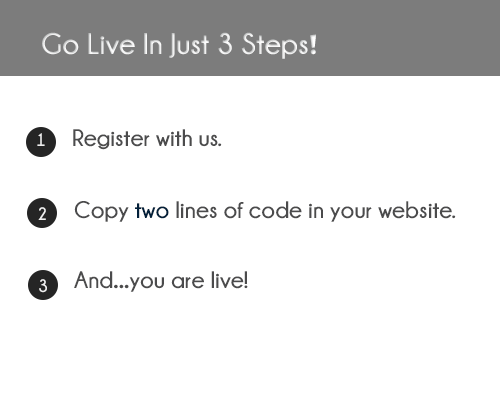 Go Live In Just 3 Steps!
1 Register with us.
2 Copy two lines of code in your website.
3 And...you are live!